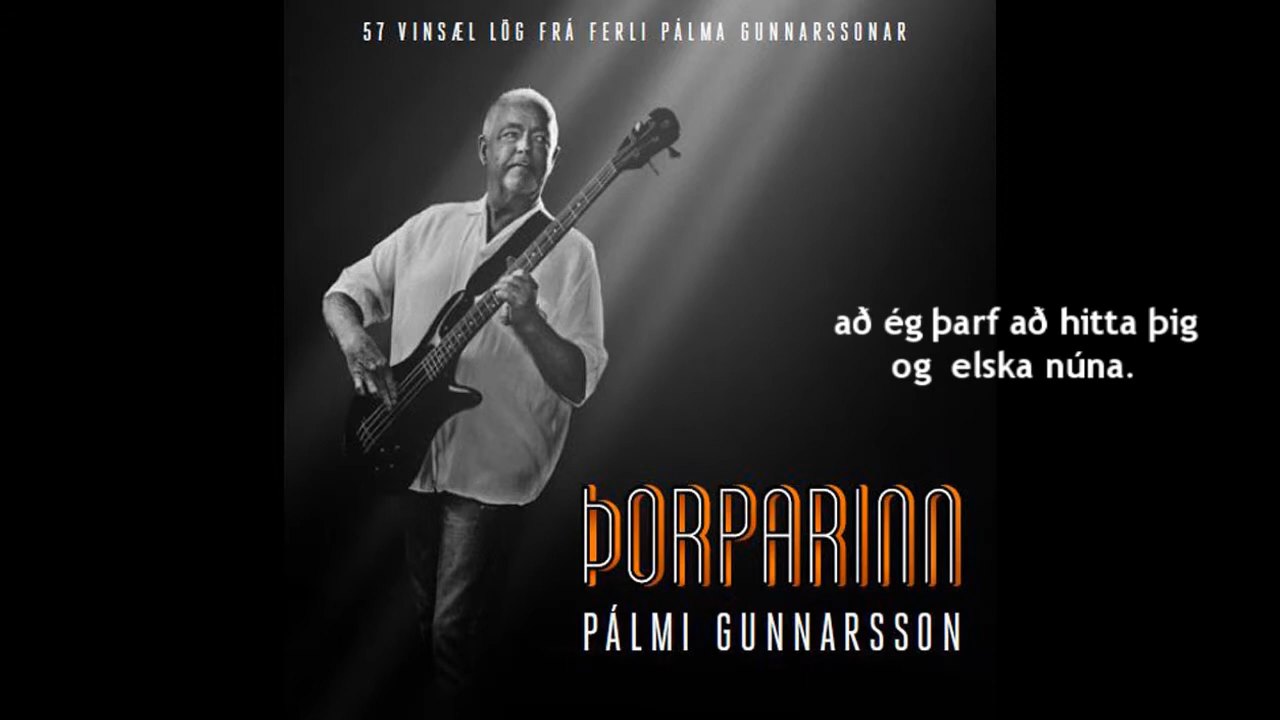 57 VINSÆL LÖG FRÁ FERLI PÁLMA GUNNARSSONAR
að ég þarf að hitta þig
og elska núna.
ÞORPARINN
PÁLMI GUNNARSSON